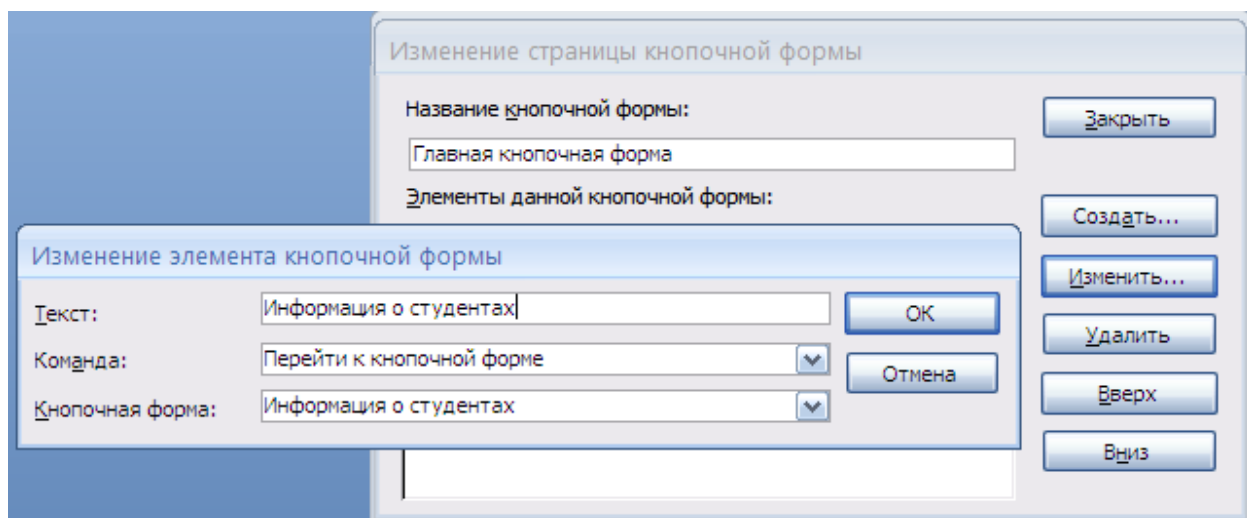 Изменение страницы кнопочной формы
Название кнопочной формы:
Закрыть
Главная кнопочная форма
Элементы данной кнопочной формы:
Создать...
Изменить...
Удалить
Вверх
Вниз
Изменение элемента кнопочной формы
Текст:
Информация о студентах
ОК
Команда:
Перейти к кнопочной форме
Отмена
Кнопочная форма:
Информация о студентах